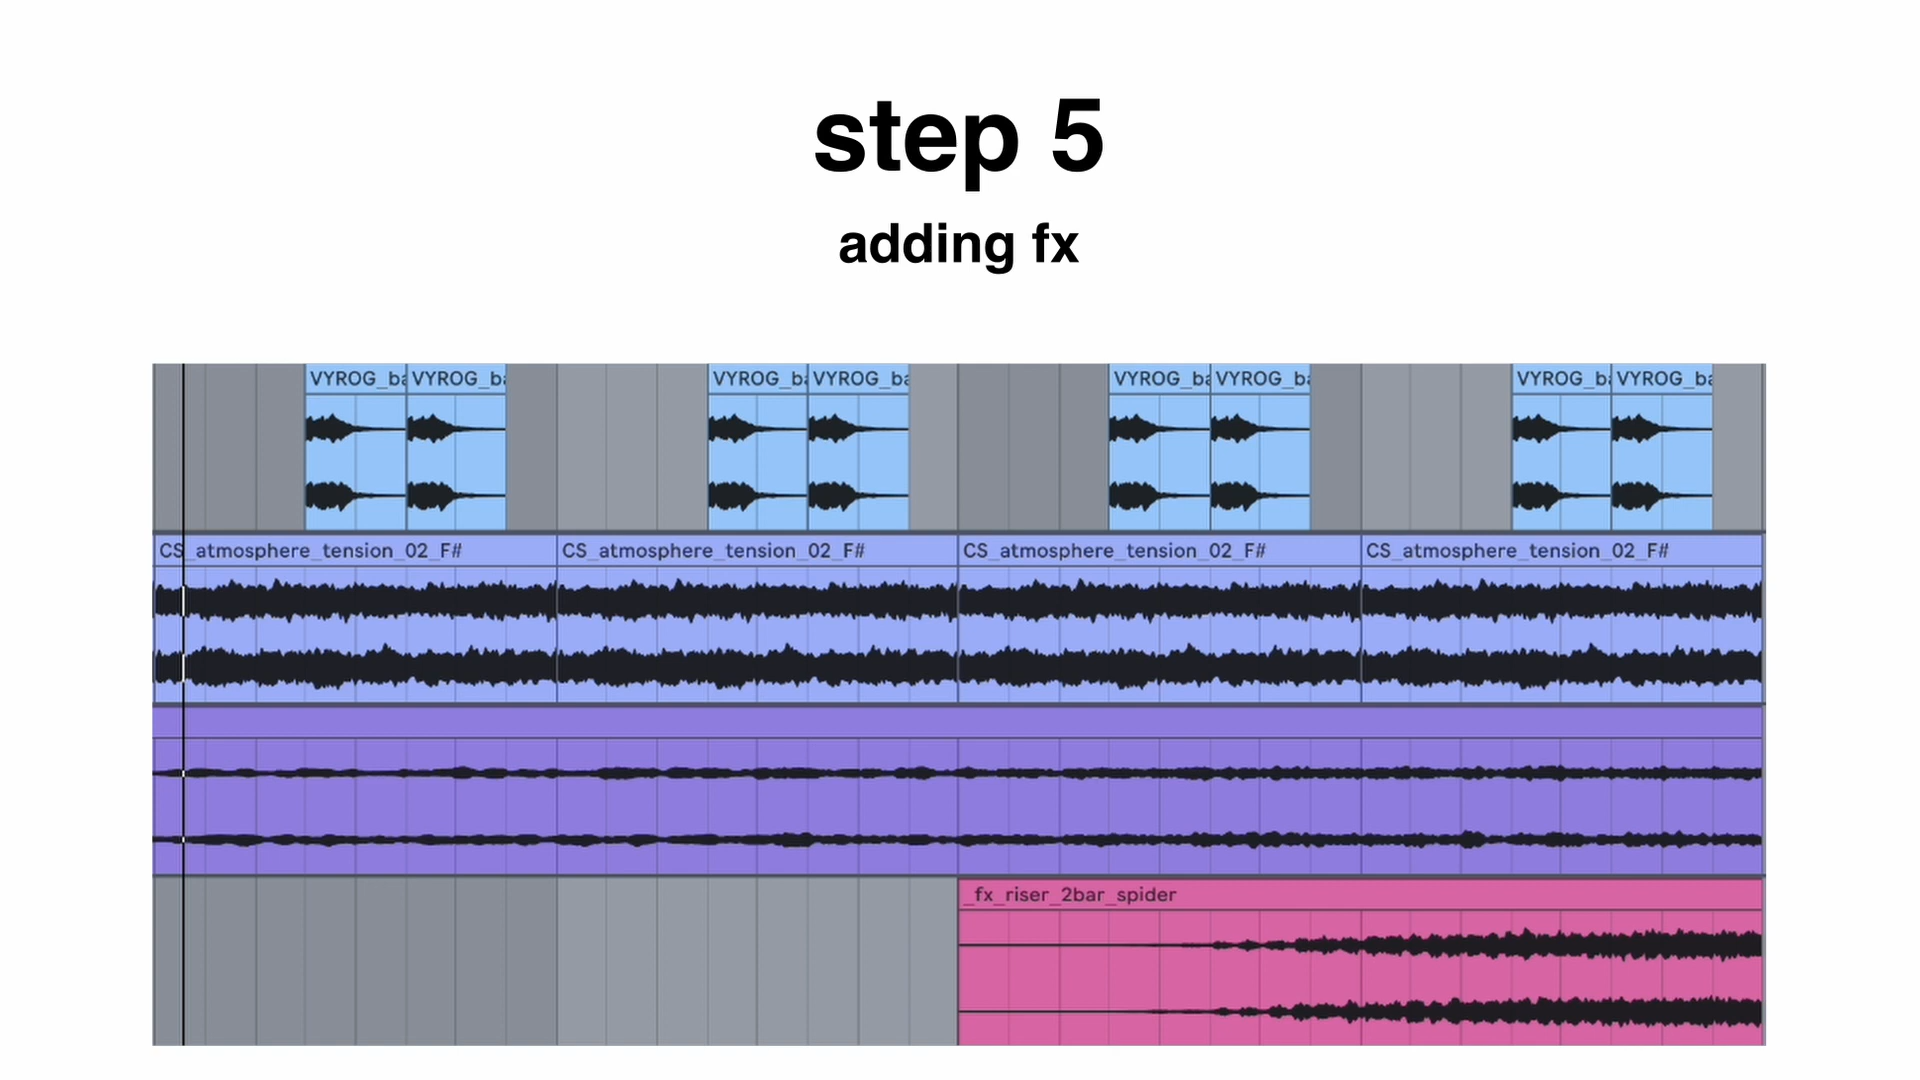 step 5
adding fx
VYROG_ba VYROG_ba VYROG_ba VYROG_ba VYROG_ba VYROG_ba VYROG_ba VYROG_ba
CS_atmosphere_tension_02_F# CS_atmosphere_tension_02_F# CS_atmosphere_tension_02_F# CS_atmosphere_tension_02_F#
_fx_riser_2bar_spider